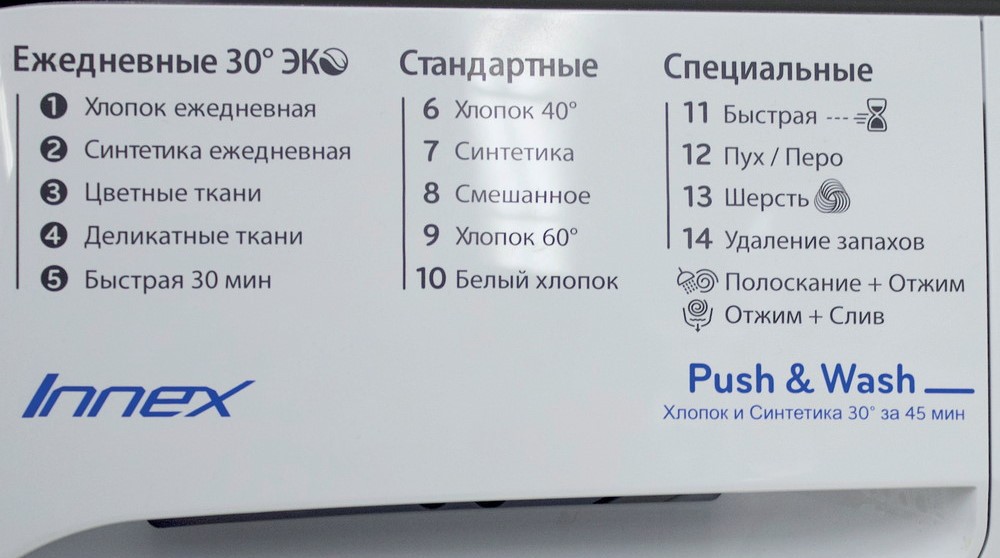 Ежедневные 30° ЭКО
1 Хлопок ежедневная
2 Синтетика ежедневная
3 Цветные ткани
4 Деликатные ткани
5 Быстрая 30 мин
Стандартные
6 Хлопок 40°
7 Синтетика
8 Смешанное
9 Хлопок 60°
10 Белый хлопок
Специальные
11 Быстрая ---
12 Пух / Перо
13 Шерсть
14 Удаление запахов
Полоскание + Отжим
Отжим + Слив
Innex
Push & Wash
Хлопок и Синтетика 30° за 45 мин